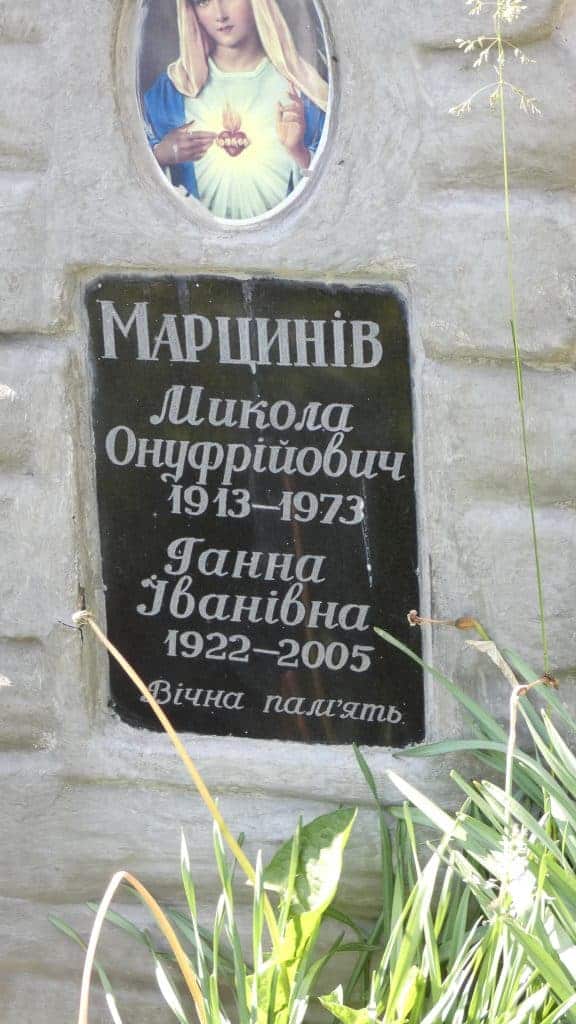 Марцинів
Микола
Онуфрійович
1913–1973
Ганна
Іванівна
1922–2005
Вічна пам'ять